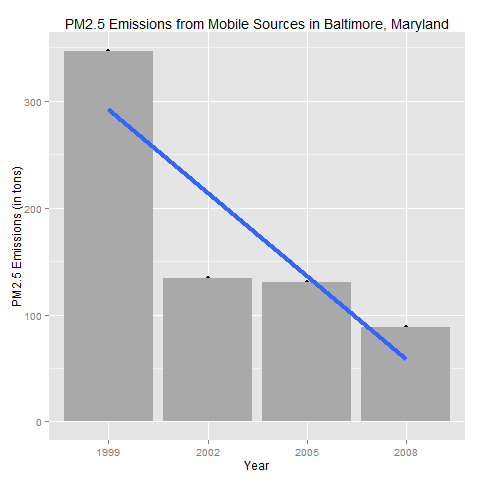 PM2.5 Emissions from Mobile Sources in Baltimore, Maryland
PM2.5 Emissions (in tons)
300
200
100
0
1999 2002 2005 2008
Year